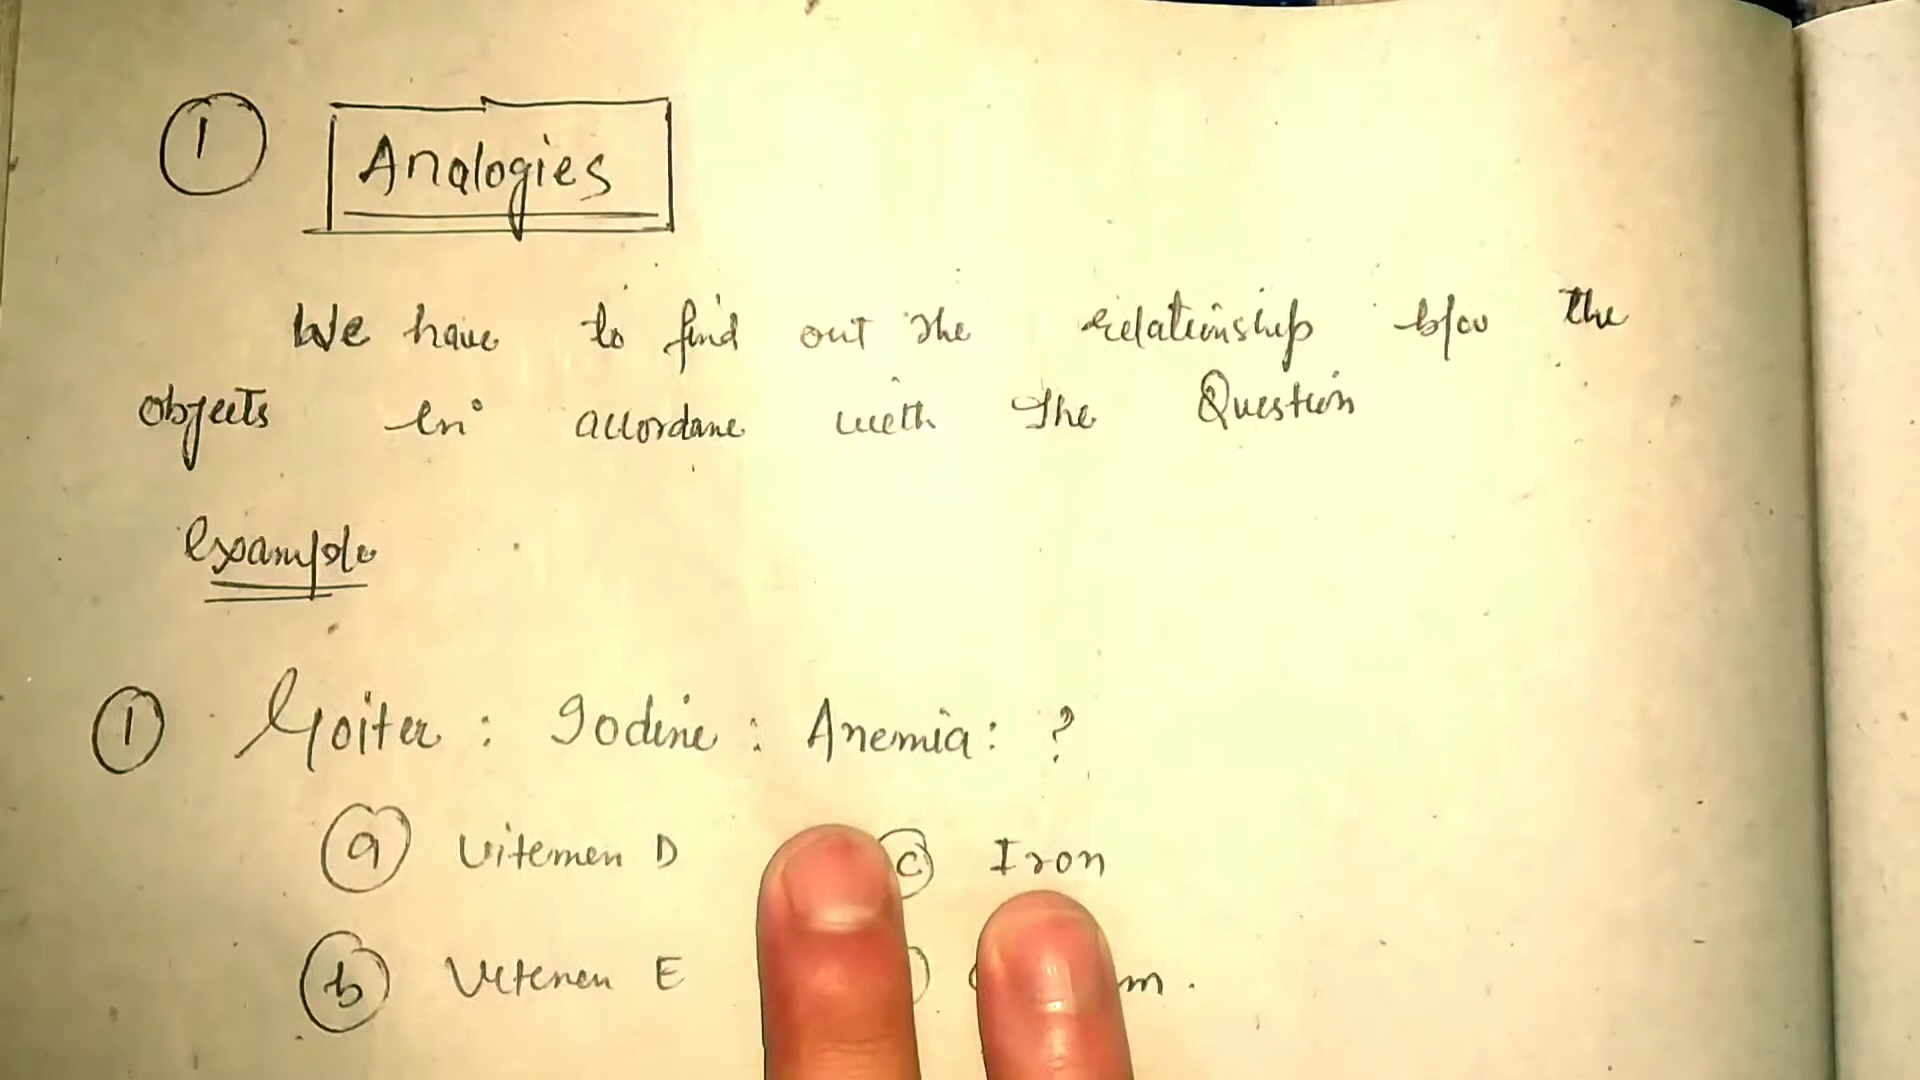 1 Analogies
We have to find out the relationship b/w the
objects in accordane with the Question
Example
1 Goiter : Iodine : Anemia : ?
a Vitemen D c Iron
b Vitemen E